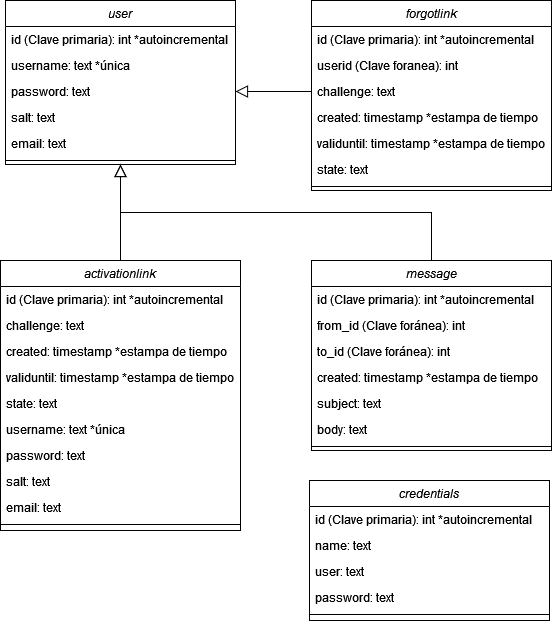 user
id (Clave primaria): int *autoincremental
username: text *única
password: text
salt: text
email: text
forgotlink
id (Clave primaria): int *autoincremental
userid (Clave foranea): int
challenge: text
created: timestamp *estampa de tiempo
validuntil: timestamp *estampa de tiempo
state: text
activationlink
id (Clave primaria): int *autoincremental
challenge: text
created: timestamp *estampa de tiempo
validuntil: timestamp *estampa de tiempo
state: text
username: text *única
password: text
salt: text
email: text
message
id (Clave primaria): int *autoincremental
from_id (Clave foránea): int
to_id (Clave foránea): int
created: timestamp *estampa de tiempo
subject: text
body: text
credentials
id (Clave primaria): int *autoincremental
name: text
user: text
password: text